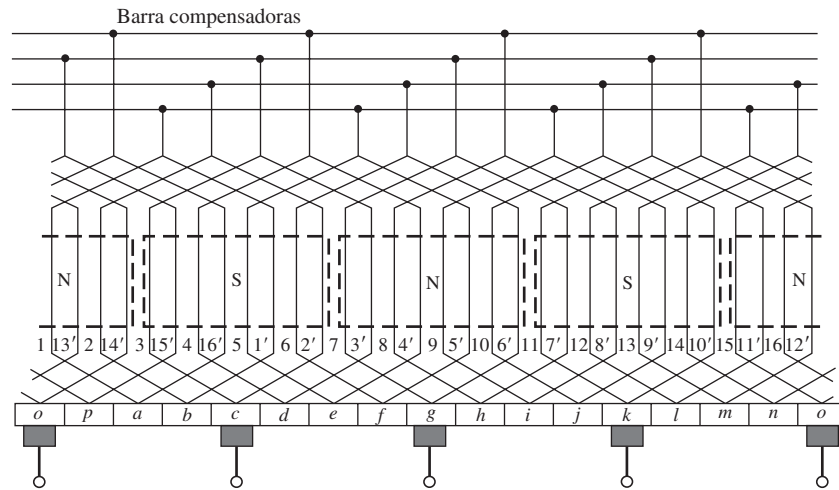 Barra compensadoras
N S N S N
1 13′ 2 14′ 3 15′ 4 16′ 5 1′ 6 2′ 7 3′ 8 4′ 9 5′ 10 6′ 11 7′ 12 8′ 13 9′ 14 10′ 15 11′ 16 12′
o p a b c d e f g h i j k l m n o